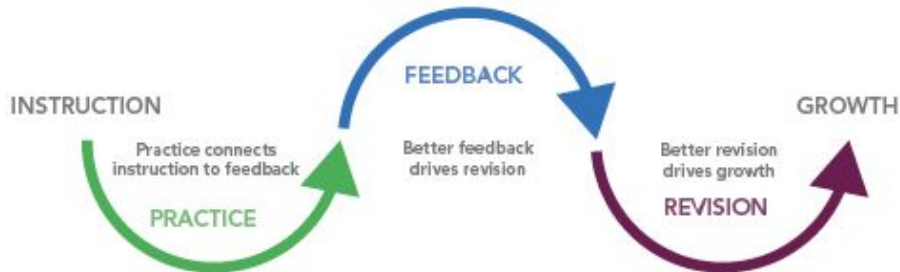 FEEDBACK
INSTRUCTION
GROWTH
Practice connects
instruction to feedback
PRACTICE
Better feedback
drives revision
Better revision
drives growth
REVISION